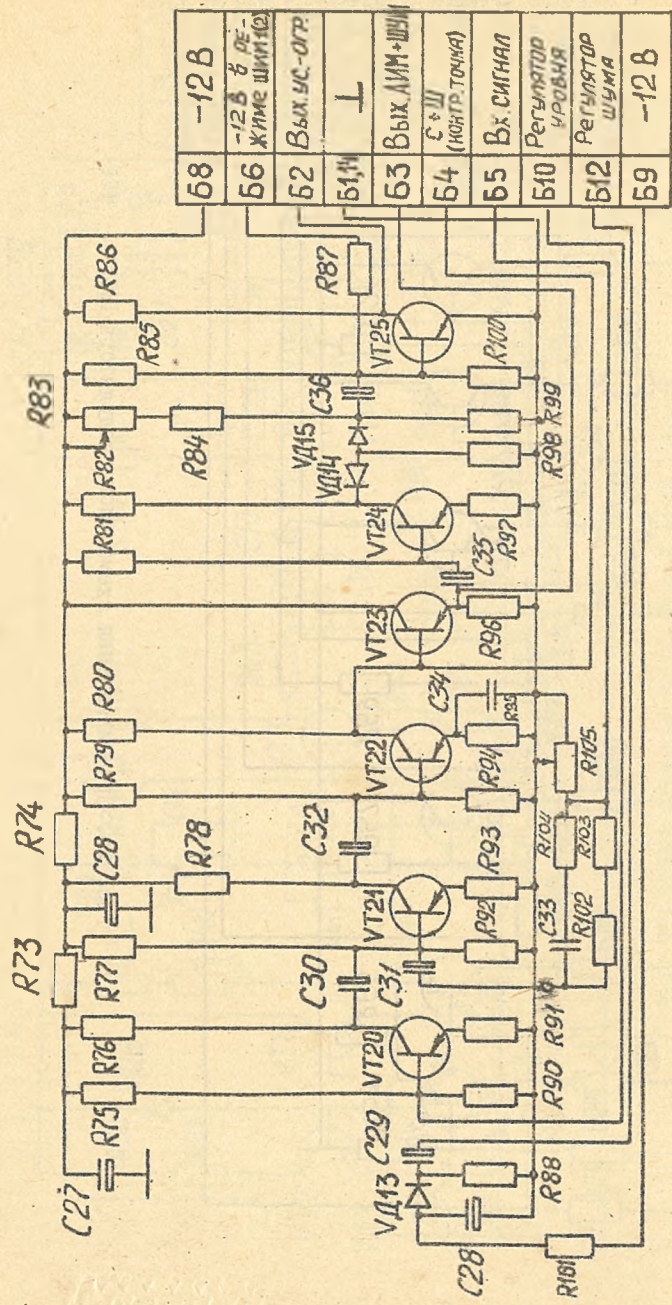 Б8 -12 В
Б6 -12 В в РЕ-
ЖИМЕ ШИМ1(2)
Б2 Вых. УС.-ОГР.
Б1,14 ⊥
Б3 Вых. АИМ+ШУМ
Б4 С+Ш
(КОНТР. ТОЧКА)
Б5 Вх. СИГНАЛ
Б10 Регулятор
УРОВНЯ
Б12 Регулятор
ШУМА
Б9 -12 В
R73
R74
R83
C27
R75
R76
R77
C28
R78
R79
R80
R81
R82
R84
R85
R86
R87
C30
C32
VД14
VД15
C36
VД13
C29
VT20
C31
VT21
VT22
C34
VT23
VT24
VT25
C35
C28
R88
R90
R91
R92
R93
R94
R95
R96
R97
R98
R99
R100
R101
C33
R102
R104
R103
R105